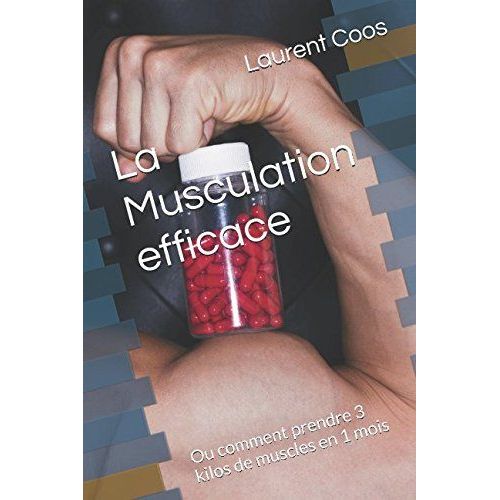 Laurent Coos
La
Musculation
efficace
Ou comment prendre 3
kilos de muscles en 1 mois